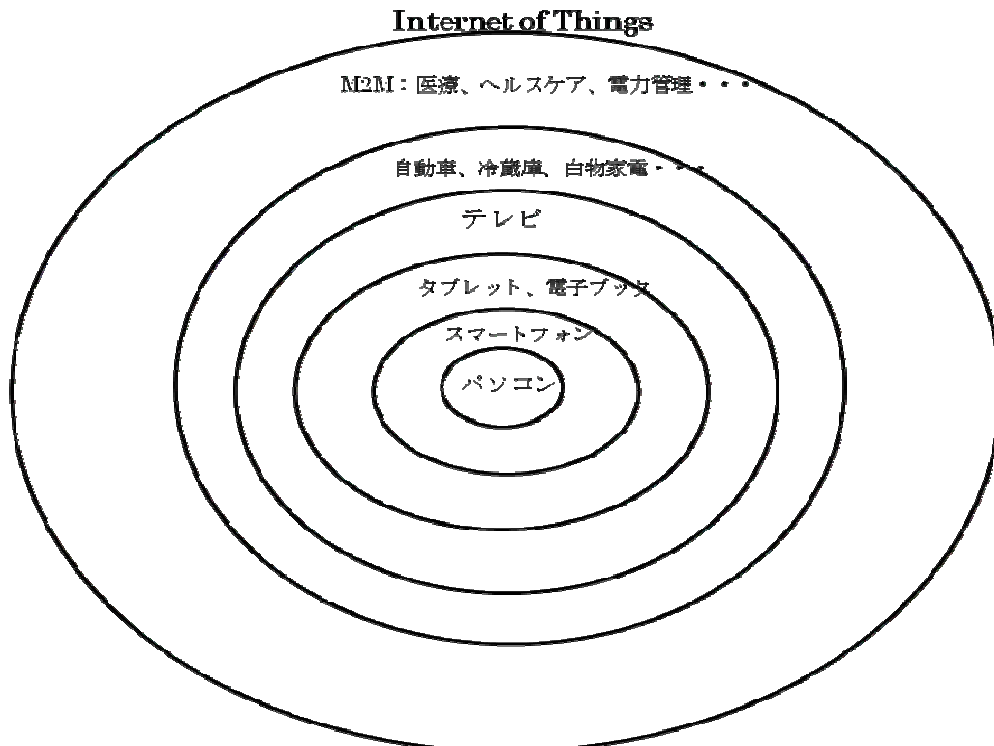 Internet of Things
M2M：医療、ヘルスケア、電力管理・・・
自動車、冷蔵庫、白物家電・・・
テレビ
タブレット、電子ブック
スマートフォン
パソコン